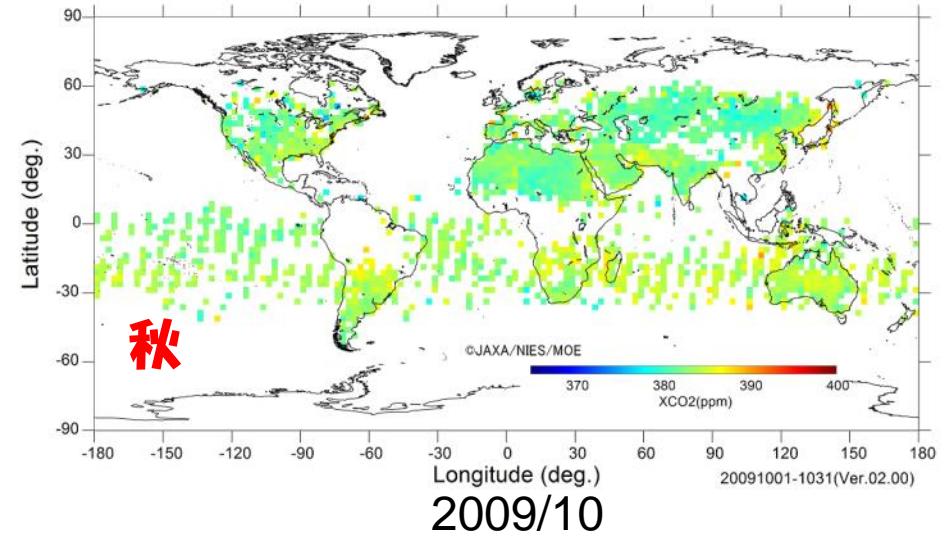 90
60
30
0
-30
-60
-90
Latitude (deg.)
秋
©JAXA/NIES/MOE
370 380 390 400
XCO2(ppm)
-180 -150 -120 -90 -60 -30 0 30 60 90 120 150 180
Longitude (deg.)
20091001-1031(Ver.02.00)
2009/10